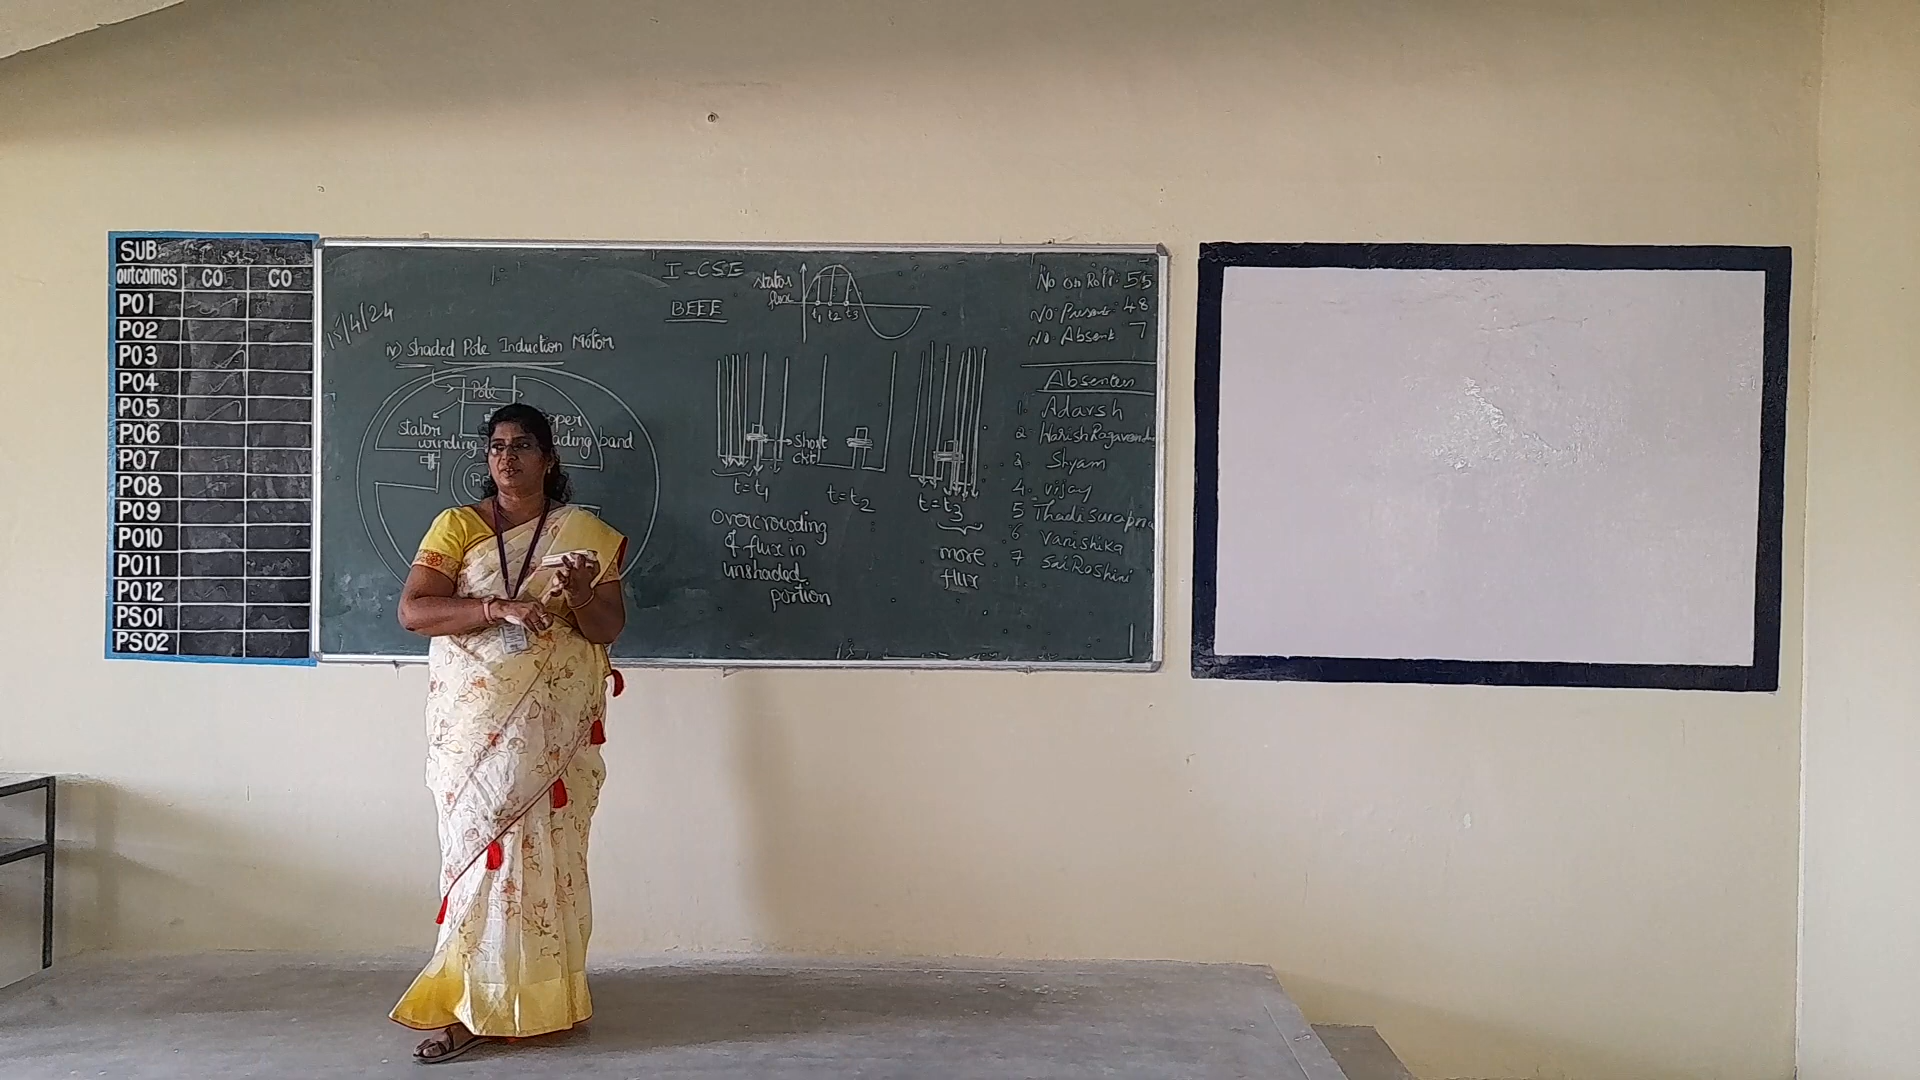 SUB:
outcomes CO CO
PO1
PO2
PO3
PO4
PO5
PO6
PO7
PO8
PO9
PO10
PO11
PO12
PSO1
PSO2
15/4/24
I - CSE
BEEE
iv) Shaded Pole Induction Motor
Pole
stator
winding
band
stator
flux
t1 t2 t3
Short
Ckt
t=t1
t=t2
t=t3
Overcrowding
of flux in
unshaded
portion
more
flux
No on Roll: 55
No Present: 48
No Absent: 7
Absentees
1. Adarsh
2. Harish
3. Shyam
4. Vijay
5 Thadi
6. Vanishika
7 Sai Roshini